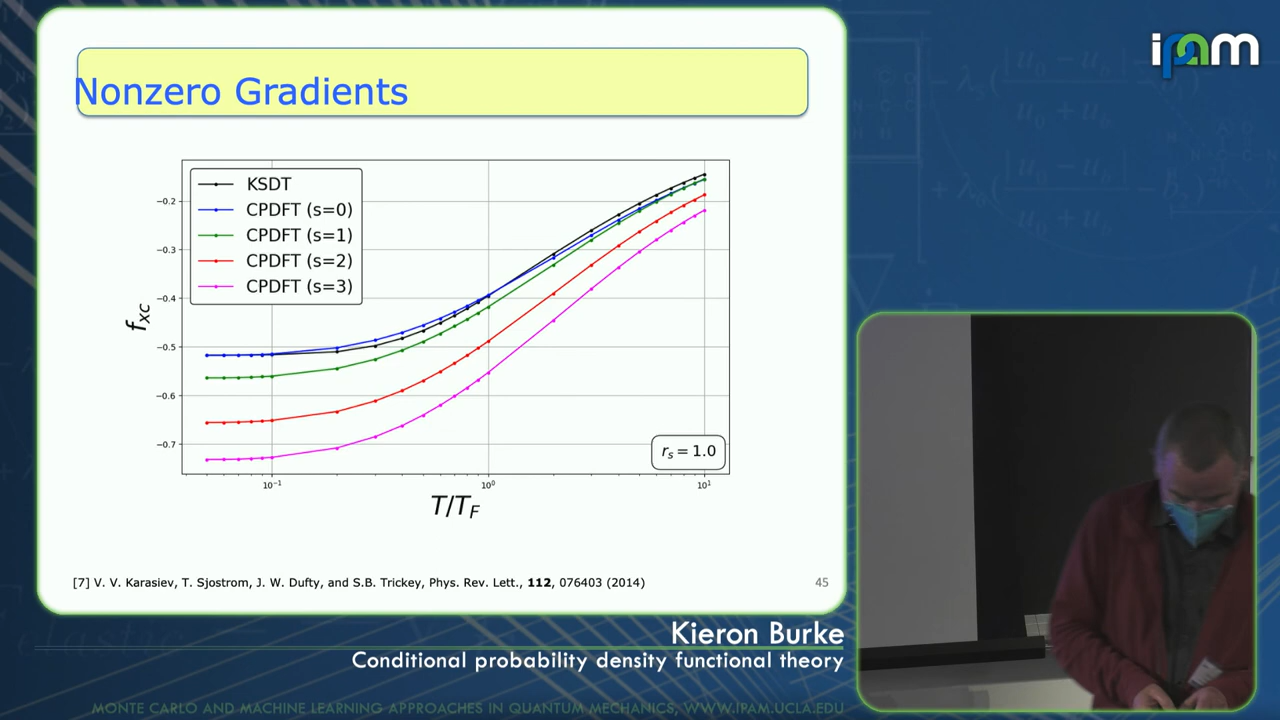 Nonzero Gradients
KSDT
CPDFT (s=0)
CPDFT (s=1)
CPDFT (s=2)
CPDFT (s=3)
−0.2
−0.3
−0.4
−0.5
−0.6
−0.7
f_xc
r_s = 1.0
10^−1
10^0
10^1
T/T_F
[7] V. V. Karasiev, T. Sjostrom, J. W. Dufty, and S.B. Trickey, Phys. Rev. Lett., 112, 076403 (2014)
45
ipam
Kieron Burke
Conditional probability density functional theory
MONTE CARLO AND MACHINE LEARNING APPROACHES IN QUANTUM MECHANICS, WWW.IPAM.UCLA.EDU